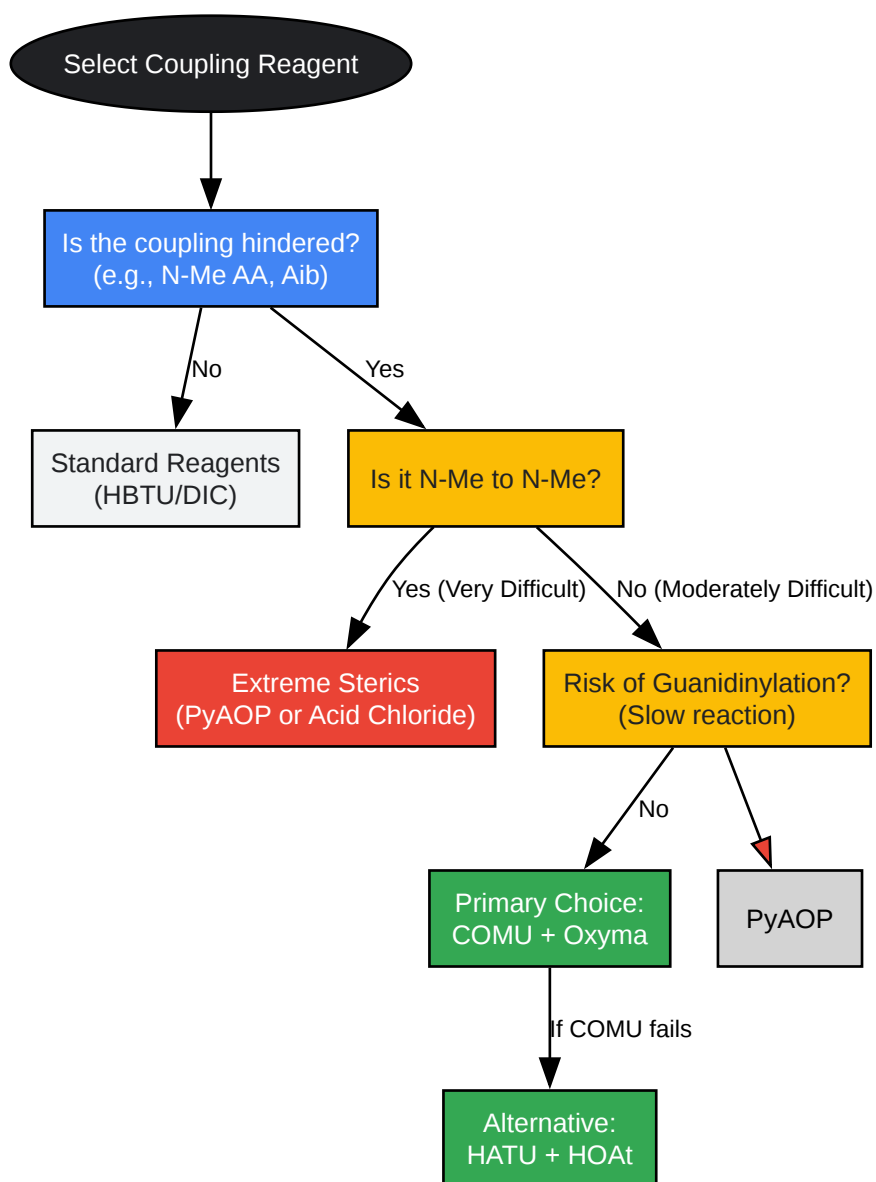 Select Coupling Reagent
Is the coupling hindered?
(e.g., N-Me AA, Aib)
No
Yes
Standard Reagents
(HBTU/DIC)
Is it N-Me to N-Me?
Yes (Very Difficult)
No (Moderately Difficult)
Extreme Sterics
(PyAOP or Acid Chloride)
Risk of Guanidinylation?
(Slow reaction)
No
Primary Choice:
COMU + Oxyma
PyAOP
If COMU fails
Alternative:
HATU + HOAt